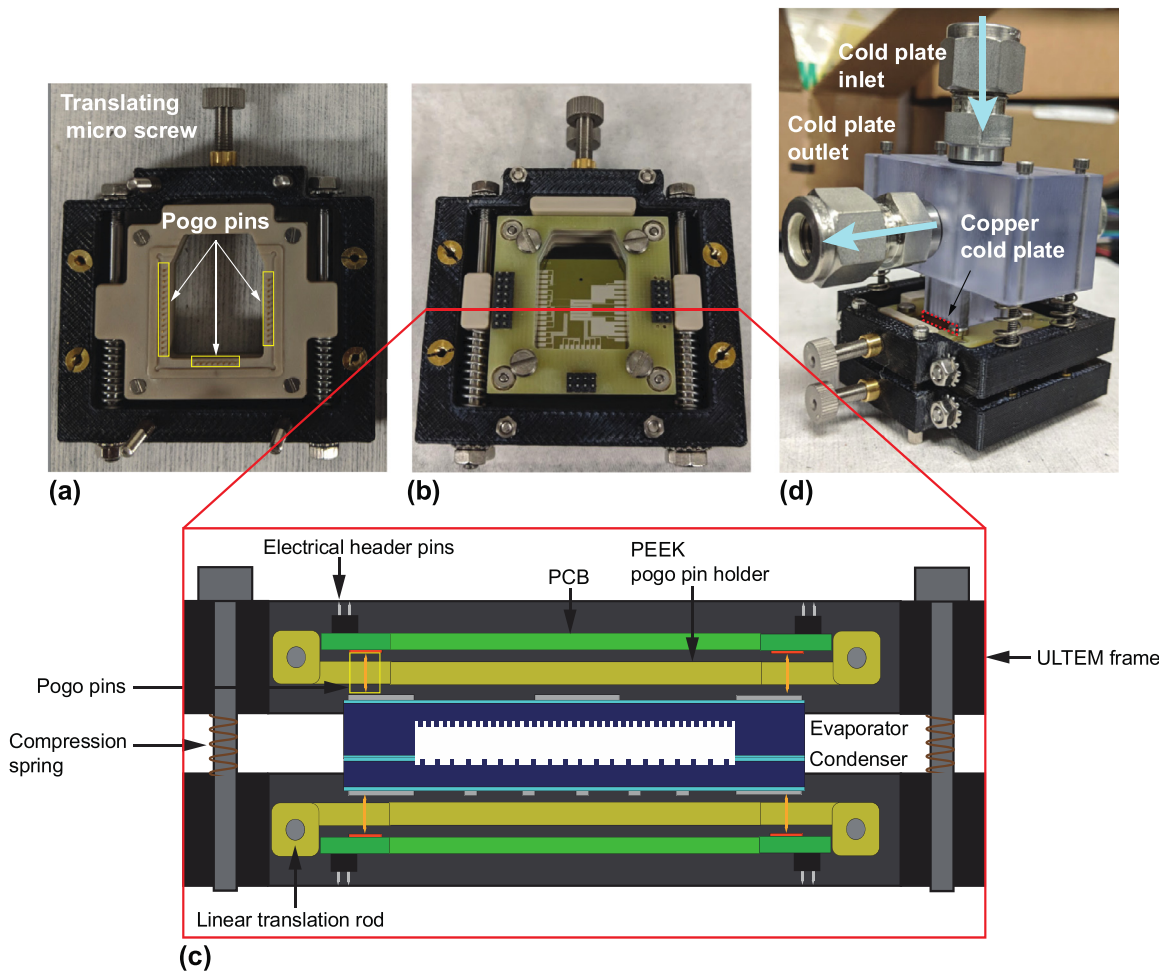 Translating
micro screw
Pogo pins
(a)
(b)
Cold plate
inlet
Cold plate
outlet
Copper
cold plate
(d)
Electrical header pins
PCB
PEEK
pogo pin holder
ULTEM frame
Pogo pins
Compression
spring
Evaporator
Condenser
Linear translation rod
(c)